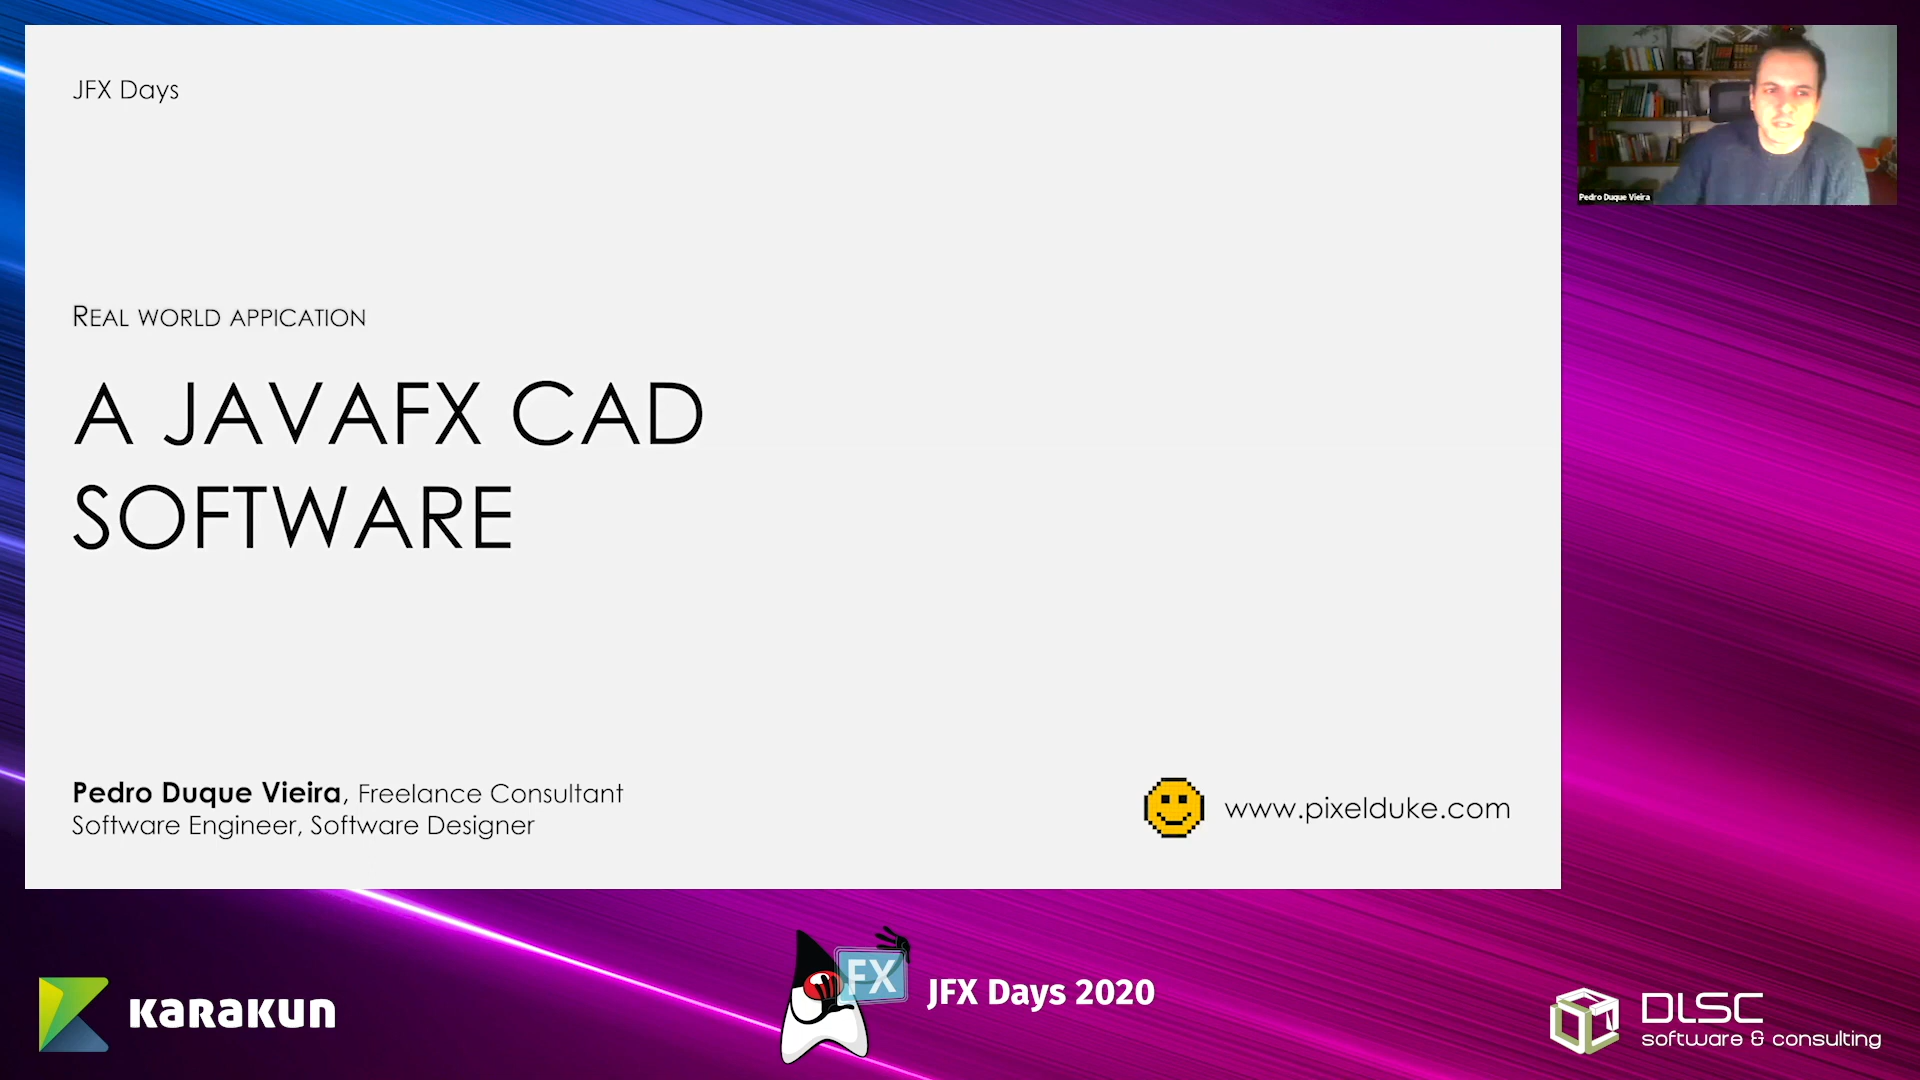 JFX Days
REAL WORLD APPICATION
A JAVAFX CAD
SOFTWARE
Pedro Duque Vieira, Freelance Consultant
Software Engineer, Software Designer
www.pixelduke.com
Pedro Duque Vieira
KARAKUN
FX
JFX Days 2020
DLSC
software & consulting